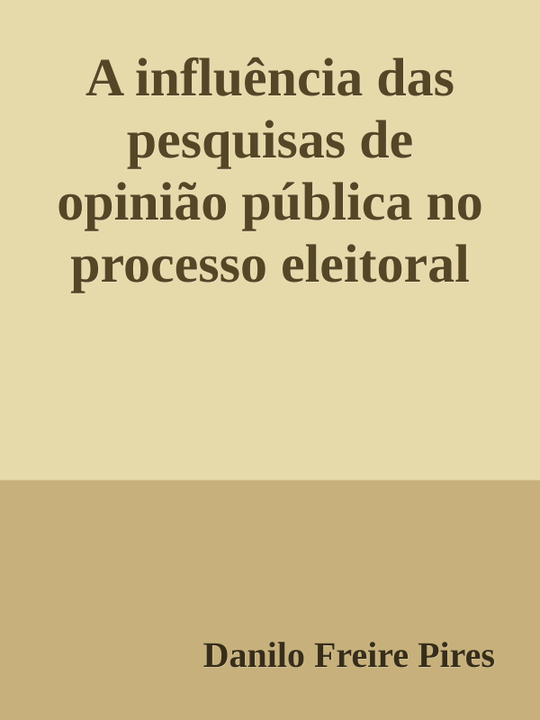 A influência das
pesquisas de
opinião pública no
processo eleitoral
Danilo Freire Pires